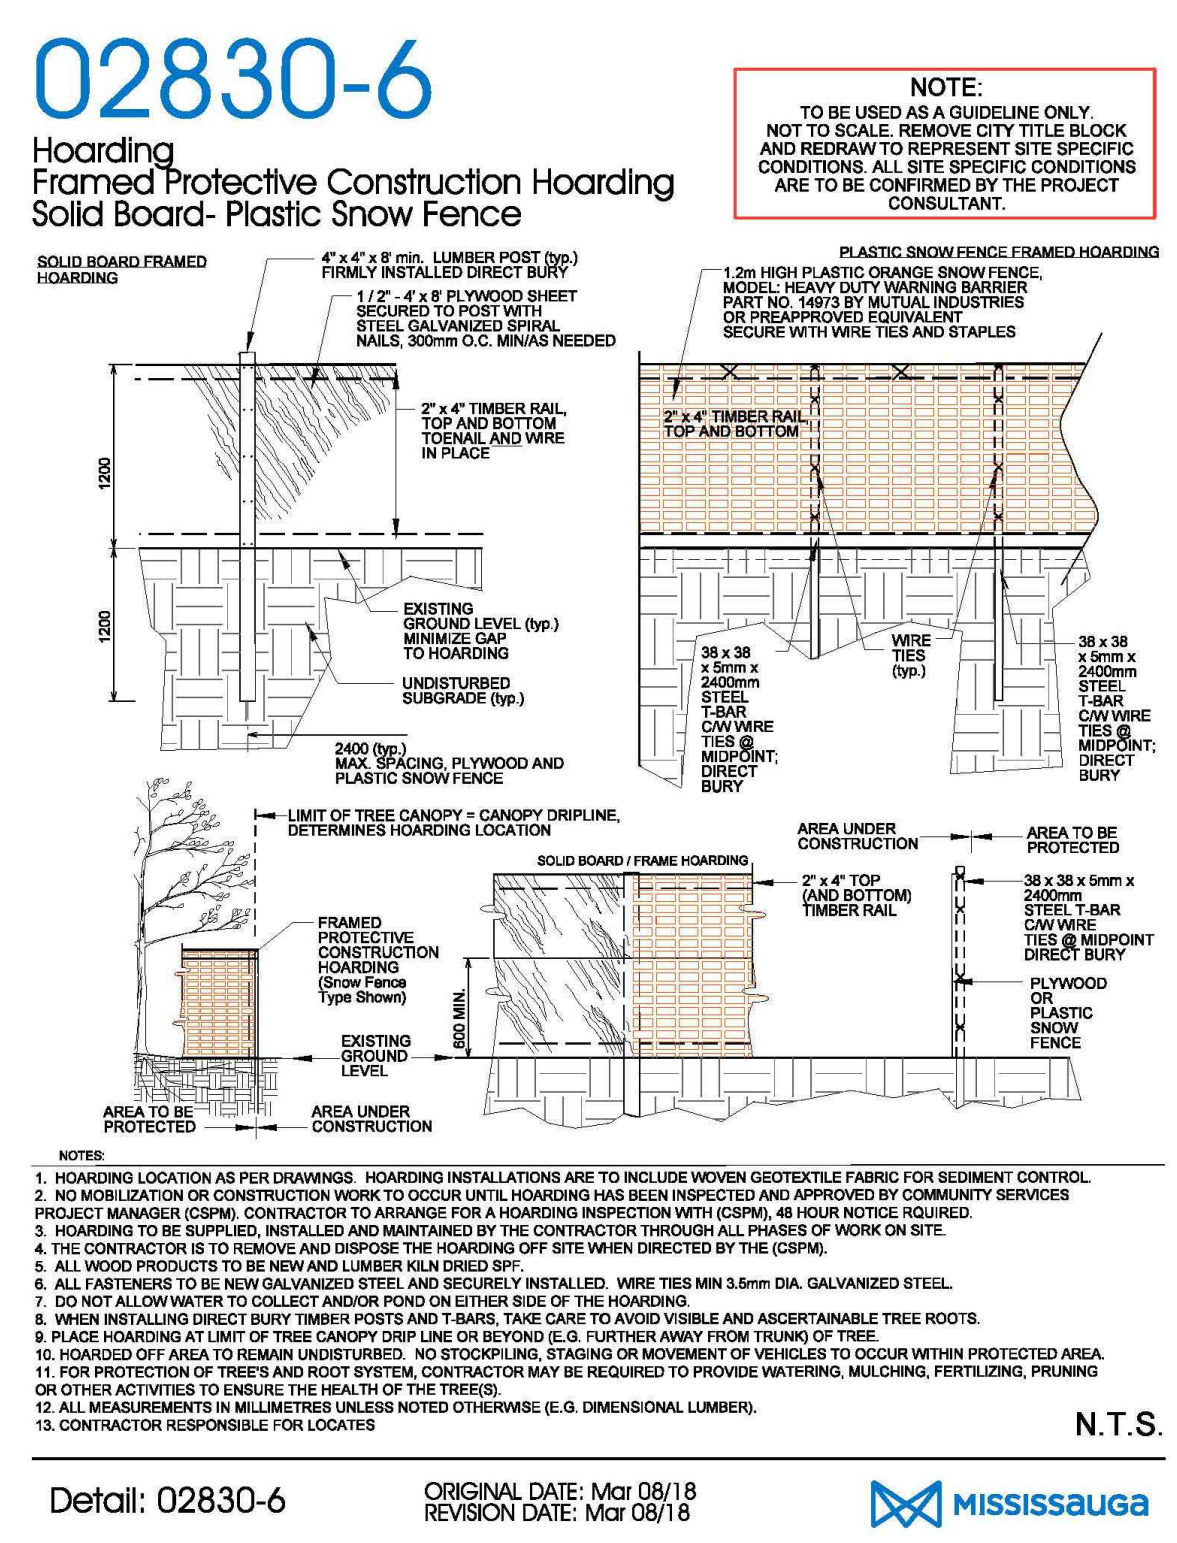 02830-6
Hoarding
Framed Protective Construction Hoarding
Solid Board- Plastic Snow Fence
NOTE:
TO BE USED AS A GUIDELINE ONLY.
NOT TO SCALE. REMOVE CITY TITLE BLOCK
AND REDRAW TO REPRESENT SITE SPECIFIC
CONDITIONS. ALL SITE SPECIFIC CONDITIONS
ARE TO BE CONFIRMED BY THE PROJECT
CONSULTANT.
SOLID BOARD FRAMED
HOARDING
4" x 4" x 8' min. LUMBER POST (typ.)
FIRMLY INSTALLED DIRECT BURY
1 / 2" - 4' x 8' PLYWOOD SHEET
SECURED TO POST WITH
STEEL GALVANIZED SPIRAL
NAILS, 300mm O.C. MIN/AS NEEDED
2" x 4" TIMBER RAIL,
TOP AND BOTTOM
TOENAIL AND WIRE
IN PLACE
1200
1200
EXISTING
GROUND LEVEL (typ.)
MINIMIZE GAP
TO HOARDING
UNDISTURBED
SUBGRADE (typ.)
2400 (typ.)
MAX. SPACING, PLYWOOD AND
PLASTIC SNOW FENCE
PLASTIC SNOW FENCE FRAMED HOARDING
1.2m HIGH PLASTIC ORANGE SNOW FENCE,
MODEL: HEAVY DUTY WARNING BARRIER
PART NO. 14973 BY MUTUAL INDUSTRIES
OR PREAPPROVED EQUIVALENT
SECURE WITH WIRE TIES AND STAPLES
2" x 4" TIMBER RAIL,
TOP AND BOTTOM
38 x 38
x 5mm x
2400mm
STEEL
T-BAR
C/W WIRE
TIES @
MIDPOINT;
DIRECT
BURY
WIRE
TIES
(typ.)
38 x 38
x 5mm x
2400mm
STEEL
T-BAR
C/W WIRE
TIES @
MIDPOINT;
DIRECT
BURY
LIMIT OF TREE CANOPY = CANOPY DRIPLINE,
DETERMINES HOARDING LOCATION
FRAMED
PROTECTIVE
CONSTRUCTION
HOARDING
(Snow Fence
Type Shown)
EXISTING
GROUND
LEVEL
AREA TO BE
PROTECTED
AREA UNDER
CONSTRUCTION
SOLID BOARD / FRAME HOARDING
600 MIN.
2" x 4" TOP
(AND BOTTOM)
TIMBER RAIL
AREA UNDER
CONSTRUCTION
AREA TO BE
PROTECTED
38 x 38 x 5mm x
2400mm
STEEL T-BAR
C/W WIRE
TIES @ MIDPOINT
DIRECT BURY
PLYWOOD
OR
PLASTIC
SNOW
FENCE
NOTES:
1. HOARDING LOCATION AS PER DRAWINGS. HOARDING INSTALLATIONS ARE TO INCLUDE WOVEN GEOTEXTILE FABRIC FOR SEDIMENT CONTROL.
2. NO MOBILIZATION OR CONSTRUCTION WORK TO OCCUR UNTIL HOARDING HAS BEEN INSPECTED AND APPROVED BY COMMUNITY SERVICES
PROJECT MANAGER (CSPM). CONTRACTOR TO ARRANGE FOR A HOARDING INSPECTION WITH (CSPM), 48 HOUR NOTICE RQUIRED.
3. HOARDING TO BE SUPPLIED, INSTALLED AND MAINTAINED BY THE CONTRACTOR THROUGH ALL PHASES OF WORK ON SITE.
4. THE CONTRACTOR IS TO REMOVE AND DISPOSE THE HOARDING OFF SITE WHEN DIRECTED BY THE (CSPM).
5. ALL WOOD PRODUCTS TO BE NEW AND LUMBER KILN DRIED SPF.
6. ALL FASTENERS TO BE NEW GALVANIZED STEEL AND SECURELY INSTALLED. WIRE TIES MIN 3.5mm DIA. GALVANIZED STEEL.
7. DO NOT ALLOW WATER TO COLLECT AND/OR POND ON EITHER SIDE OF THE HOARDING.
8. WHEN INSTALLING DIRECT BURY TIMBER POSTS AND T-BARS, TAKE CARE TO AVOID VISIBLE AND ASCERTAINABLE TREE ROOTS.
9. PLACE HOARDING AT LIMIT OF TREE CANOPY DRIP LINE OR BEYOND (E.G. FURTHER AWAY FROM TRUNK) OF TREE.
10. HOARDED OFF AREA TO REMAIN UNDISTURBED. NO STOCKPILING, STAGING OR MOVEMENT OF VEHICLES TO OCCUR WITHIN PROTECTED AREA.
11. FOR PROTECTION OF TREE'S AND ROOT SYSTEM, CONTRACTOR MAY BE REQUIRED TO PROVIDE WATERING, MULCHING, FERTILIZING, PRUNING
OR OTHER ACTIVITIES TO ENSURE THE HEALTH OF THE TREE(S).
12. ALL MEASUREMENTS IN MILLIMETRES UNLESS NOTED OTHERWISE (E.G. DIMENSIONAL LUMBER).
13. CONTRACTOR RESPONSIBLE FOR LOCATES
N.T.S.
Detail: 02830-6
ORIGINAL DATE: Mar 08/18
REVISION DATE: Mar 08/18
MISSISSauGa